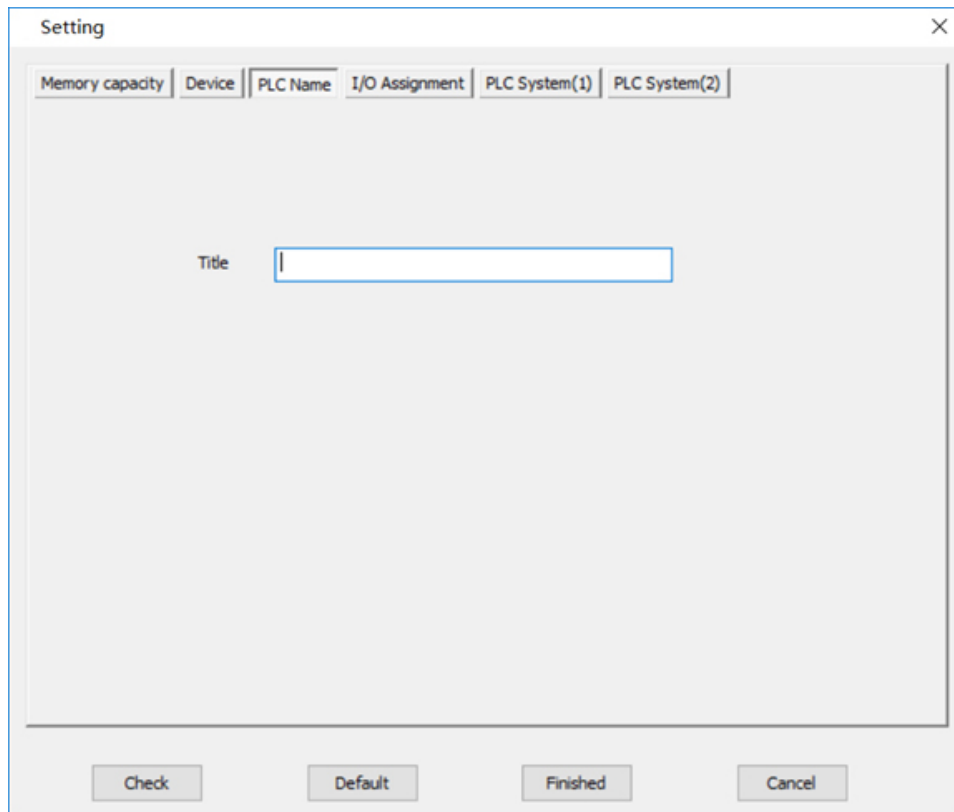 Setting
Memory capacity Device PLC Name I/O Assignment PLC System(1) PLC System(2)
Title
Check Default Finished Cancel